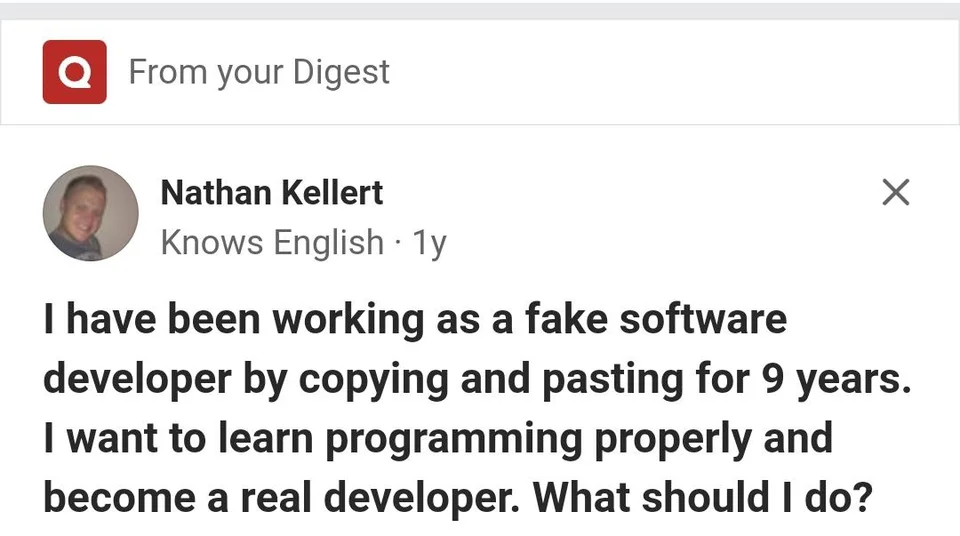 From your Digest
Nathan Kellert
Knows English · 1y
I have been working as a fake software
developer by copying and pasting for 9 years.
I want to learn programming properly and
become a real developer. What should I do?